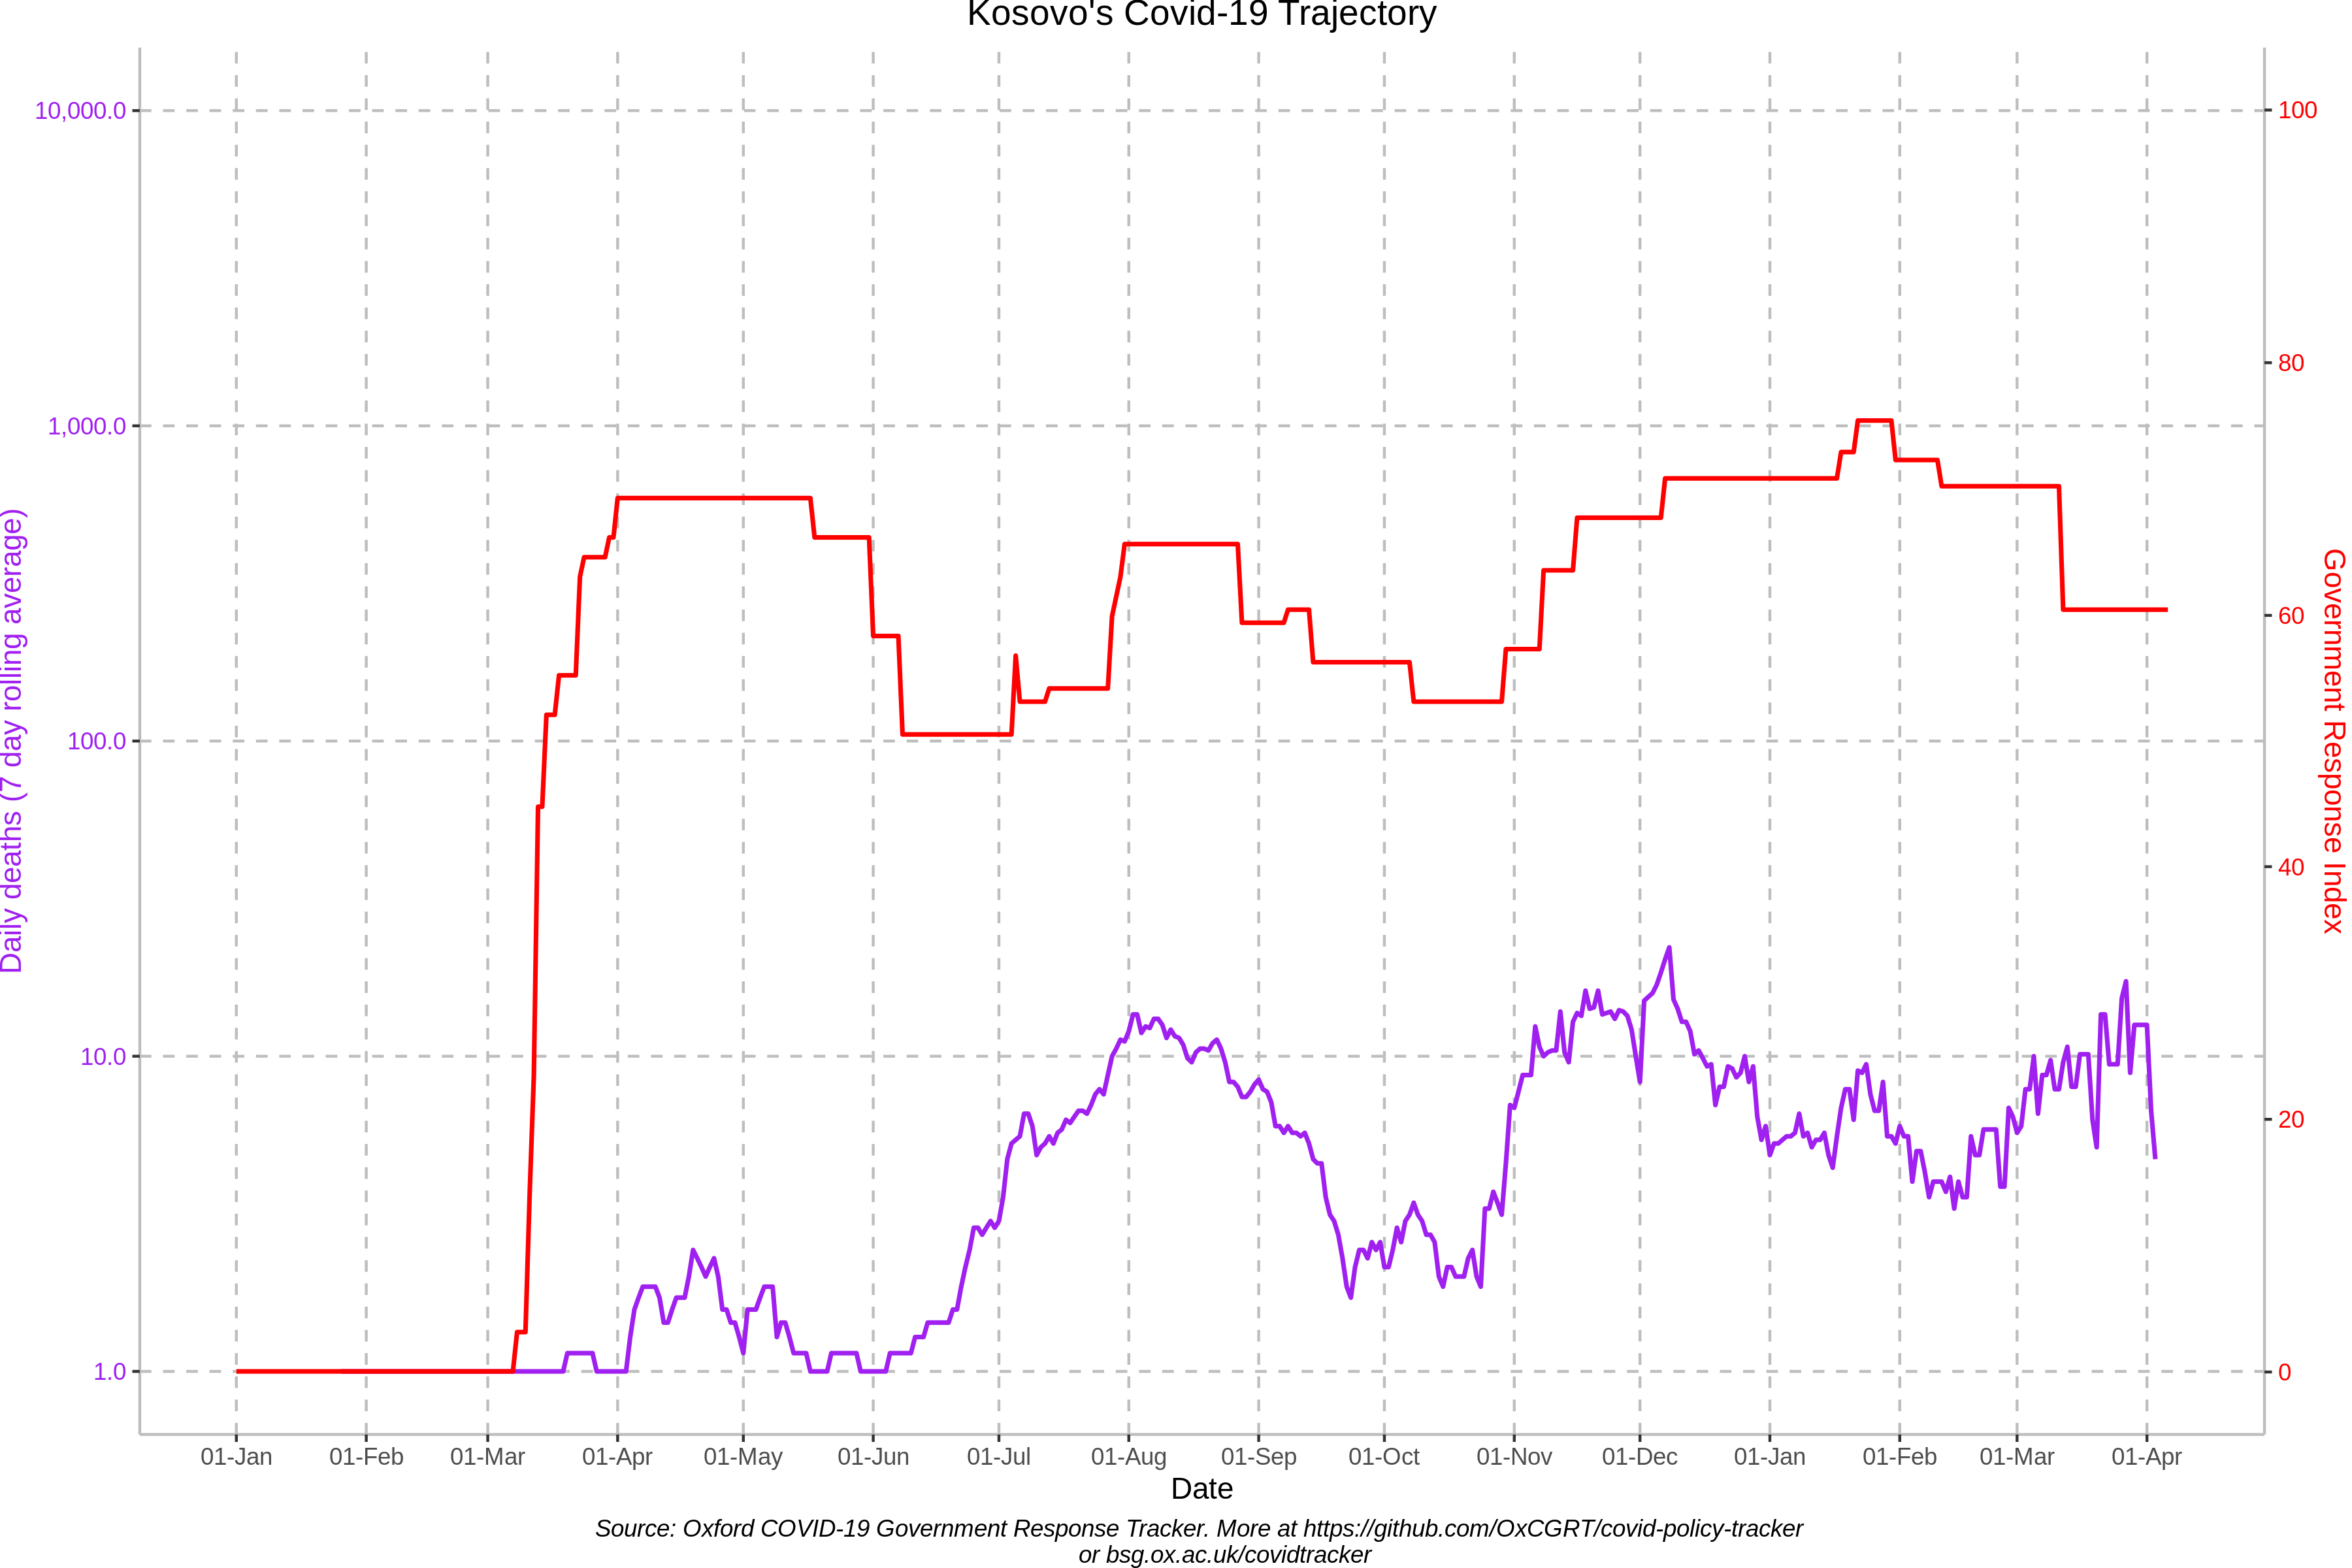 Kosovo's Covid-19 Trajectory
10,000.0
1,000.0
100.0
10.0
1.0
Daily deaths (7 day rolling average)
100
80
60
40
20
0
Government Response Index
01-Jan 01-Feb 01-Mar 01-Apr 01-May 01-Jun 01-Jul 01-Aug 01-Sep 01-Oct 01-Nov 01-Dec 01-Jan 01-Feb 01-Mar 01-Apr
Date
Source: Oxford COVID-19 Government Response Tracker. More at https://github.com/OxCGRT/covid-policy-tracker
or bsg.ox.ac.uk/covidtracker